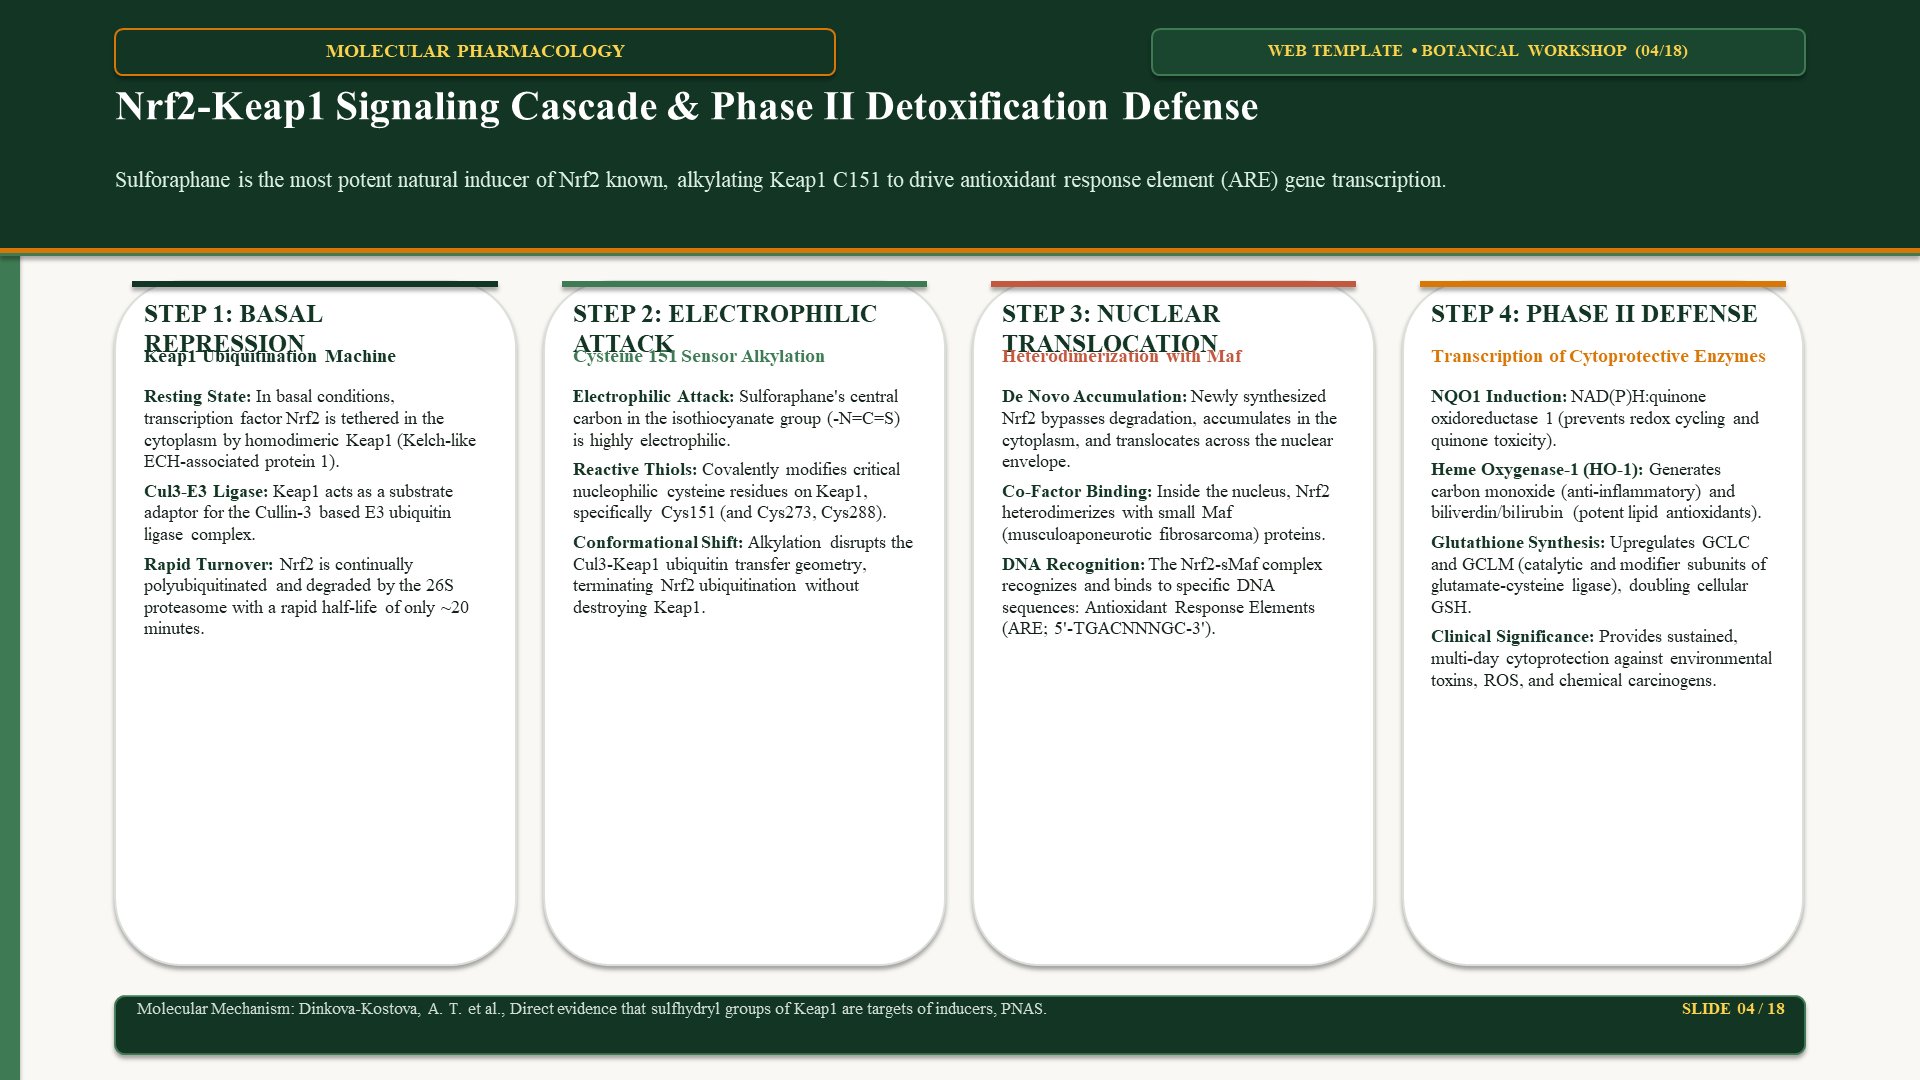 MOLECULAR PHARMACOLOGY
WEB TEMPLATE • BOTANICAL WORKSHOP (04/18)
Nrf2-Keap1 Signaling Cascade & Phase II Detoxification Defense
Sulforaphane is the most potent natural inducer of Nrf2 known, alkylating Keap1 C151 to drive antioxidant response element (ARE) gene transcription.
STEP 1: BASAL
REPRESSION
Keap1 Ubiquitination Machine
Resting State: In basal conditions,
transcription factor Nrf2 is tethered in the
cytoplasm by homodimeric Keap1 (Kelch-like
ECH-associated protein 1).
Cul3-E3 Ligase: Keap1 acts as a substrate
adaptor for the Cullin-3 based E3 ubiquitin
ligase complex.
Rapid Turnover: Nrf2 is continually
polyubiquitinated and degraded by the 26S
proteasome with a rapid half-life of only ~20
minutes.
STEP 2: ELECTROPHILIC
ATTACK
Cysteine 151 Sensor Alkylation
Electrophilic Attack: Sulforaphane's central
carbon in the isothiocyanate group (-N=C=S)
is highly electrophilic.
Reactive Thiols: Covalently modifies critical
nucleophilic cysteine residues on Keap1,
specifically Cys151 (and Cys273, Cys288).
Conformational Shift: Alkylation disrupts the
Cul3-Keap1 ubiquitin transfer geometry,
terminating Nrf2 ubiquitination without
destroying Keap1.
STEP 3: NUCLEAR
TRANSLOCATION
Heterodimerization with Maf
De Novo Accumulation: Newly synthesized
Nrf2 bypasses degradation, accumulates in the
cytoplasm, and translocates across the nuclear
envelope.
Co-Factor Binding: Inside the nucleus, Nrf2
heterodimerizes with small Maf
(musculoaponeurotic fibrosarcoma) proteins.
DNA Recognition: The Nrf2-sMaf complex
recognizes and binds to specific DNA
sequences: Antioxidant Response Elements
(ARE; 5'-TGACNNNGC-3').
STEP 4: PHASE II DEFENSE
Transcription of Cytoprotective Enzymes
NQO1 Induction: NAD(P)H:quinone
oxidoreductase 1 (prevents redox cycling and
quinone toxicity).
Heme Oxygenase-1 (HO-1): Generates
carbon monoxide (anti-inflammatory) and
biliverdin/bilirubin (potent lipid antioxidants).
Glutathione Synthesis: Upregulates GCLC
and GCLM (catalytic and modifier subunits of
glutamate-cysteine ligase), doubling cellular
GSH.
Clinical Significance: Provides sustained,
multi-day cytoprotection against environmental
toxins, ROS, and chemical carcinogens.
Molecular Mechanism: Dinkova-Kostova, A. T. et al., Direct evidence that sulfhydryl groups of Keap1 are targets of inducers, PNAS.
SLIDE 04 / 18